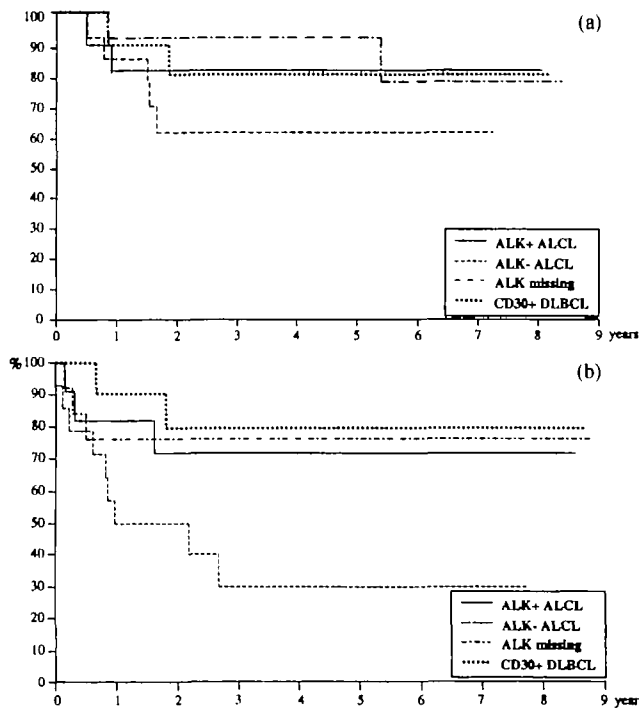 (a)
100
90
80
70
60
50
40
30
20
10
0
0 1 2 3 4 5 6 7 8 9 years
ALK+ ALCL
ALK- ALCL
ALK missing
CD30+ DLBCL
% (b)
100
90
80
70
60
50
40
30
20
10
0
0 1 2 3 4 5 6 7 8 9 year
ALK+ ALCL
ALK- ALCL
ALK missing
CD30+ DLBCL